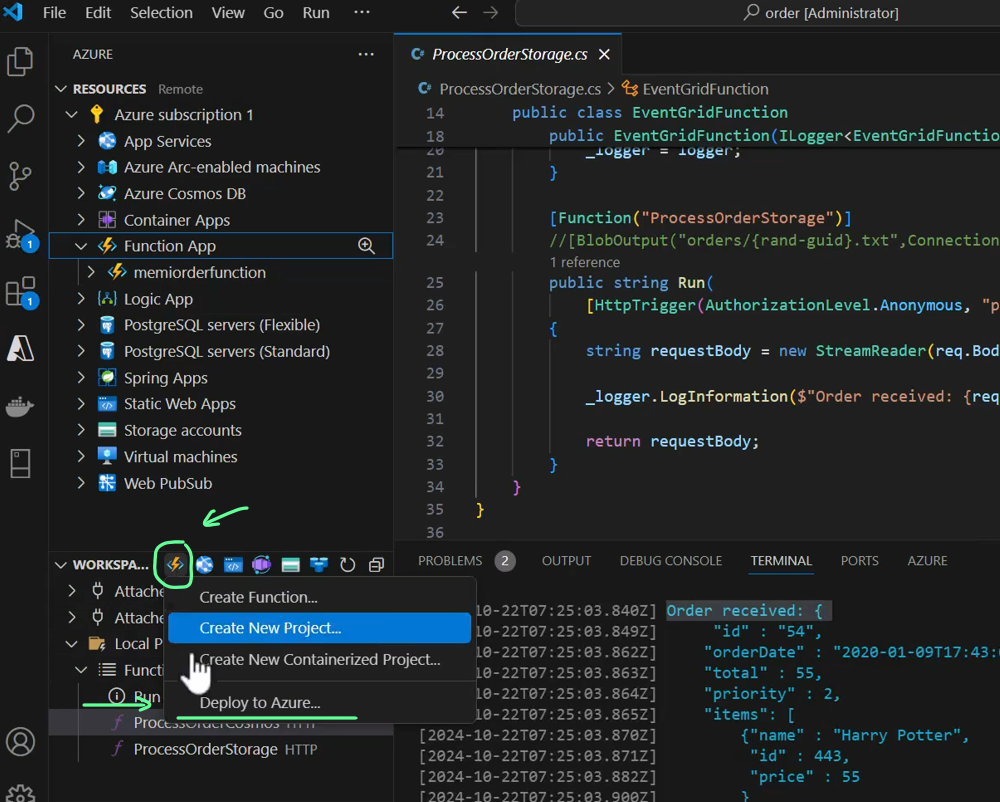 File Edit Selection View Go Run ··· order [Administrator]
AZURE ···
RESOURCES Remote
Azure subscription 1
App Services
Azure Arc-enabled machines
Azure Cosmos DB
Container Apps
Function App
memiorderfunction
Logic App
PostgreSQL servers (Flexible)
PostgreSQL servers (Standard)
Spring Apps
Static Web Apps
Storage accounts
Virtual machines
Web PubSub
1
1
WORKSPA...
Attache
Attache
Local P
Functi
Run
ProcessOrderCosmos HTTP
ProcessOrderStorage HTTP
Create Function...
Create New Project...
Create New Containerized Project...
Deploy to Azure...
C# ProcessOrderStorage.cs
C# ProcessOrderStorage.cs > EventGridFunction
14 public class EventGridFunction
18 public EventGridFunction(ILogger<EventGridFunctio
20 _logger = logger;
21 }
22
23 [Function("ProcessOrderStorage")]
24 //[BlobOutput("orders/{rand-guid}.txt",Connection
1 reference
25 public string Run(
26 [HttpTrigger(AuthorizationLevel.Anonymous, "p
27 {
28 string requestBody = new StreamReader(req.Bod
29
30 _logger.LogInformation($"Order received: {req
31
32 return requestBody;
33 }
34 }
35 }
36
PROBLEMS 2 OUTPUT DEBUG CONSOLE TERMINAL PORTS AZURE
10-22T07:25:03.840Z] Order received: {
10-22T07:25:03.849Z] "id" : "54",
10-22T07:25:03.862Z] "orderDate" : "2020-01-09T17:43:0
10-22T07:25:03.863Z] "total" : 55,
10-22T07:25:03.864Z] "priority" : 2,
10-22T07:25:03.865Z] "items": [
[2024-10-22T07:25:03.870Z] {"name" : "Harry Potter",
[2024-10-22T07:25:03.871Z] "id" : 443,
[2024-10-22T07:25:03.882Z] "price" : 55
[2024-10-22T07:25:03.900Z] }